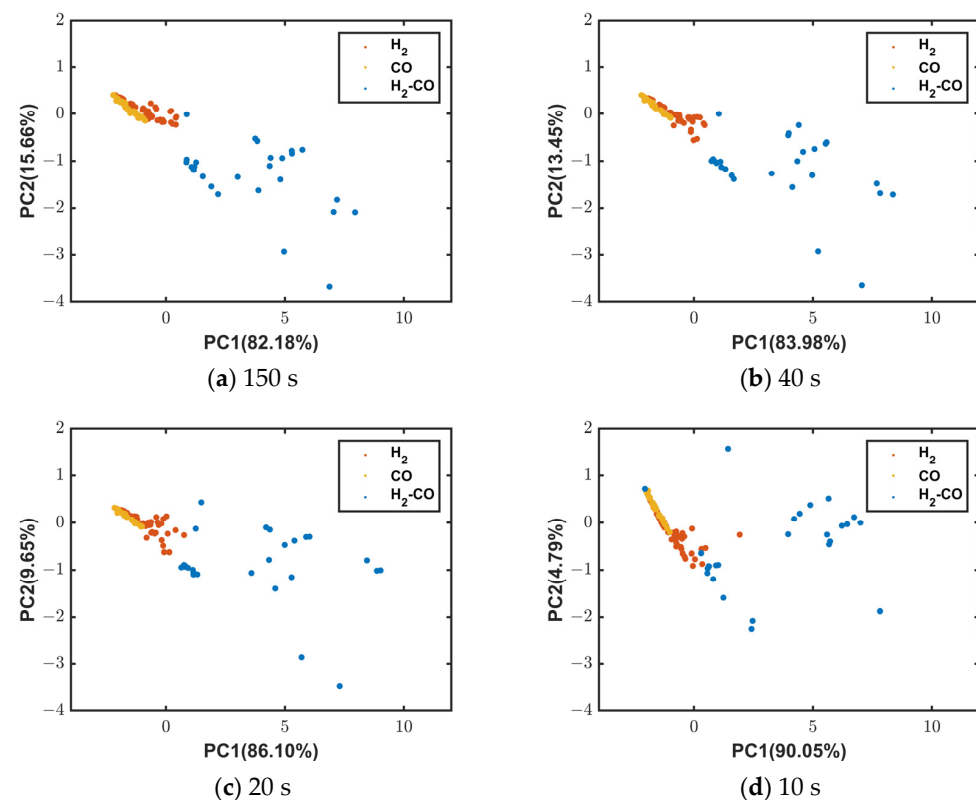 2
1
0
−1
−2
−3
−4
0
5
10
PC2(15.66%)
PC1(82.18%)
H2
CO
H2-CO
(a) 150 s
2
1
0
−1
−2
−3
−4
0
5
10
PC2(13.45%)
PC1(83.98%)
H2
CO
H2-CO
(b) 40 s
2
1
0
−1
−2
−3
−4
0
5
10
PC2(9.65%)
PC1(86.10%)
H2
CO
H2-CO
(c) 20 s
2
1
0
−1
−2
−3
−4
0
5
10
PC2(4.79%)
PC1(90.05%)
H2
CO
H2-CO
(d) 10 s